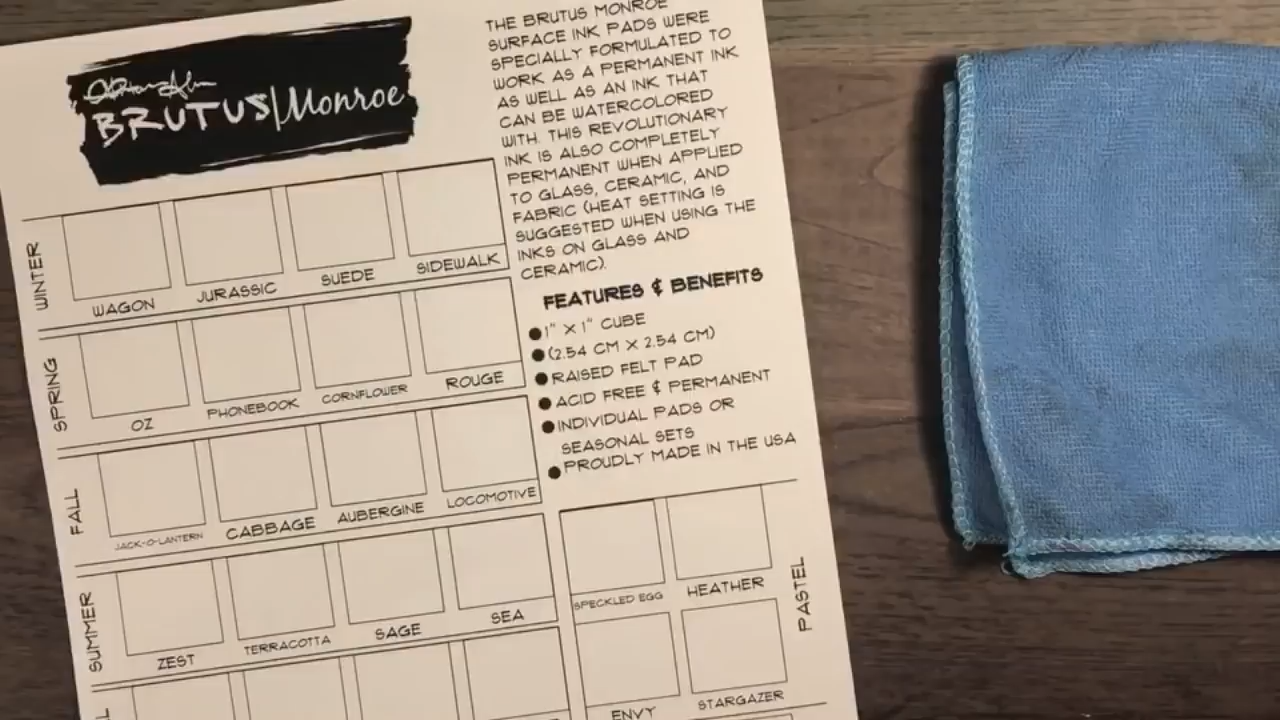 BRUTUS|Monroe
THE BRUTUS MONROE
SURFACE INK PADS WERE
SPECIALLY FORMULATED TO
WORK AS A PERMANENT INK
AS WELL AS AN INK THAT
CAN BE WATERCOLORED
WITH. THIS REVOLUTIONARY
INK IS ALSO COMPLETELY
PERMANENT WHEN APPLIED
TO GLASS, CERAMIC, AND
FABRIC (HEAT SETTING IS
SUGGESTED WHEN USING THE
INKS ON GLASS AND
CERAMIC).
FEATURES & BENEFITS
1" X 1" CUBE
(2.54 CM X 2.54 CM)
RAISED FELT PAD
ACID FREE & PERMANENT
INDIVIDUAL PADS OR
SEASONAL SETS
PROUDLY MADE IN THE USA
WINTER
WAGON JURASSIC SUEDE SIDEWALK
SPRING
OZ PHONEBOOK CORNFLOWER ROUGE
FALL
JACK-O-LANTERN CABBAGE AUBERGINE LOCOMOTIVE
SUMMER
ZEST TERRACOTTA SAGE SEA
PASTEL
SPECKLED EGG HEATHER
ENVY STARGAZER